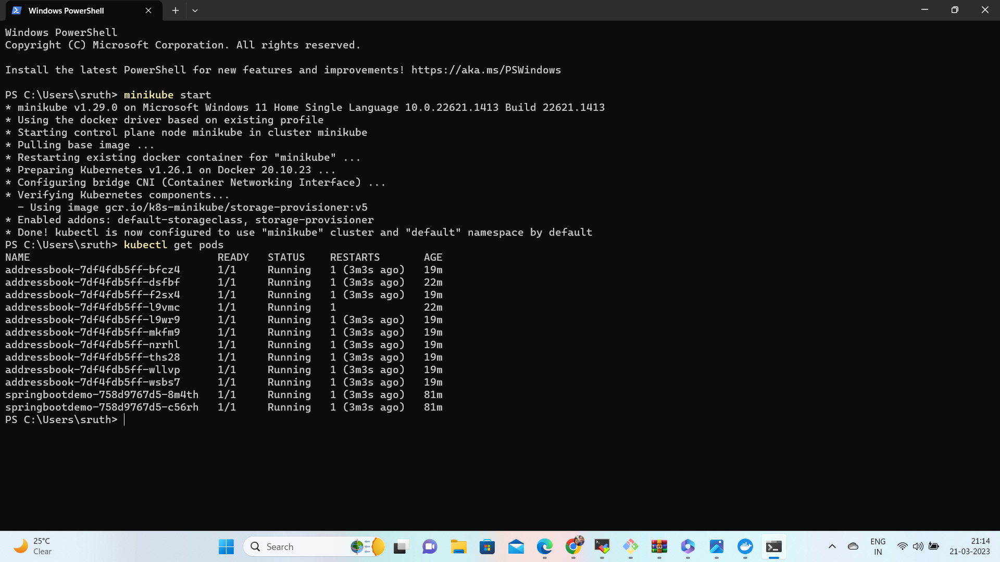 Windows PowerShell
Windows PowerShell
Copyright (C) Microsoft Corporation. All rights reserved.
Install the latest PowerShell for new features and improvements! https://aka.ms/PSWindows
PS C:\Users\sruth> minikube start
* minikube v1.29.0 on Microsoft Windows 11 Home Single Language 10.0.22621.1413 Build 22621.1413
* Using the docker driver based on existing profile
* Starting control plane node minikube in cluster minikube
* Pulling base image ...
* Restarting existing docker container for "minikube" ...
* Preparing Kubernetes v1.26.1 on Docker 20.10.23 ...
* Configuring bridge CNI (Container Networking Interface) ...
* Verifying Kubernetes components...
  - Using image gcr.io/k8s-minikube/storage-provisioner:v5
* Enabled addons: default-storageclass, storage-provisioner
* Done! kubectl is now configured to use "minikube" cluster and "default" namespace by default
PS C:\Users\sruth> kubectl get pods
NAME                              READY   STATUS    RESTARTS       AGE
addressbook-7df4fdb5ff-bfcz4      1/1     Running   1 (3m3s ago)   19m
addressbook-7df4fdb5ff-dsfbf      1/1     Running   1 (3m3s ago)   22m
addressbook-7df4fdb5ff-f2sx4      1/1     Running   1 (3m3s ago)   19m
addressbook-7df4fdb5ff-l9vmc      1/1     Running   1              22m
addressbook-7df4fdb5ff-l9wr9      1/1     Running   1 (3m3s ago)   19m
addressbook-7df4fdb5ff-mkfm9      1/1     Running   1 (3m3s ago)   19m
addressbook-7df4fdb5ff-nrrhl      1/1     Running   1 (3m3s ago)   19m
addressbook-7df4fdb5ff-ths28      1/1     Running   1 (3m3s ago)   19m
addressbook-7df4fdb5ff-wllvp      1/1     Running   1 (3m3s ago)   19m
addressbook-7df4fdb5ff-wsbs7      1/1     Running   1 (3m3s ago)   19m
springbootdemo-758d9767d5-8m4th   1/1     Running   1 (3m3s ago)   81m
springbootdemo-758d9767d5-c56rh   1/1     Running   1 (3m3s ago)   81m
PS C:\Users\sruth>
25°C
Clear
Search
ENG
IN
21:14
21-03-2023